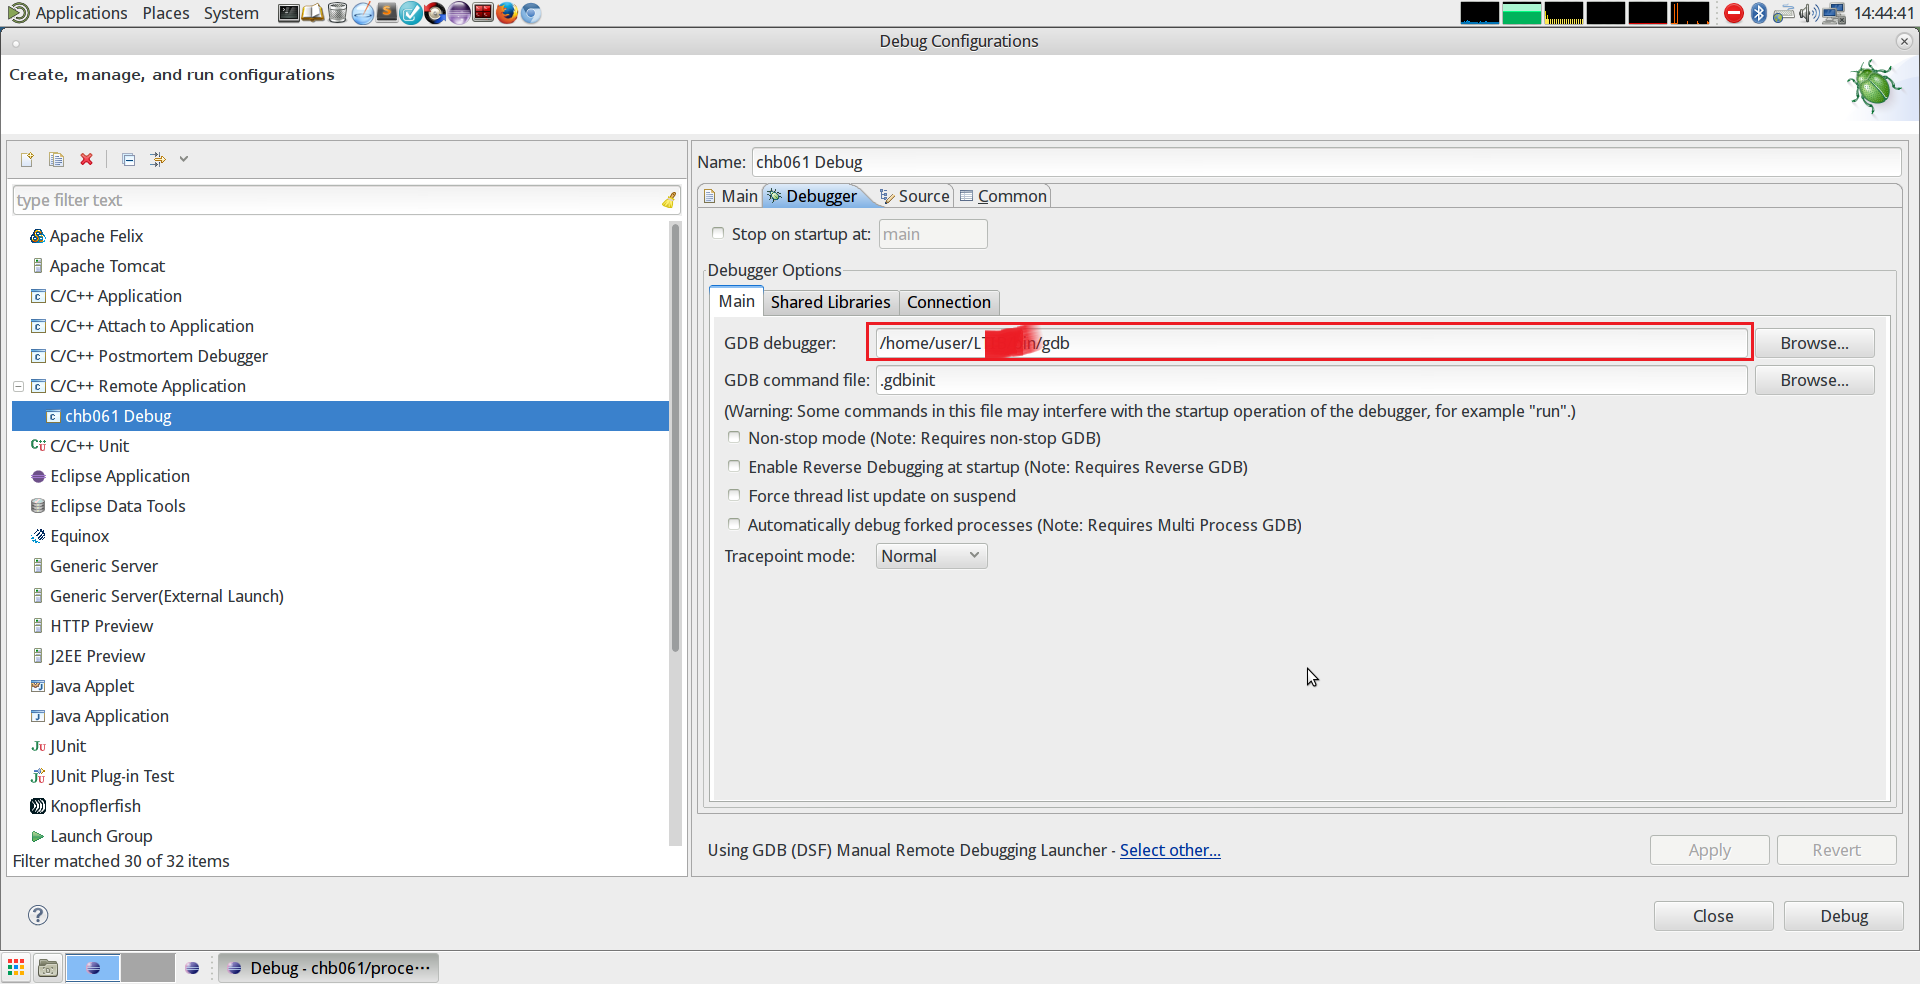 Applications Places System 14:44:41
Debug Configurations
Create, manage, and run configurations
Name: chb061 Debug
type filter text
Main Debugger Source Common
Apache Felix
Apache Tomcat
C/C++ Application
C/C++ Attach to Application
C/C++ Postmortem Debugger
C/C++ Remote Application
chb061 Debug
C/C++ Unit
Eclipse Application
Eclipse Data Tools
Equinox
Generic Server
Generic Server(External Launch)
HTTP Preview
J2EE Preview
Java Applet
Java Application
JUnit
JUnit Plug-in Test
Knopflerfish
Launch Group
Filter matched 30 of 32 items
Stop on startup at: main
Debugger Options
Main Shared Libraries Connection
GDB debugger: /home/user/ /gdb Browse...
GDB command file: .gdbinit Browse...
(Warning: Some commands in this file may interfere with the startup operation of the debugger, for example "run".)
Non-stop mode (Note: Requires non-stop GDB)
Enable Reverse Debugging at startup (Note: Requires Reverse GDB)
Force thread list update on suspend
Automatically debug forked processes (Note: Requires Multi Process GDB)
Tracepoint mode: Normal
Using GDB (DSF) Manual Remote Debugging Launcher - Select other...
Apply Revert
Close Debug
Debug - chb061/proce···